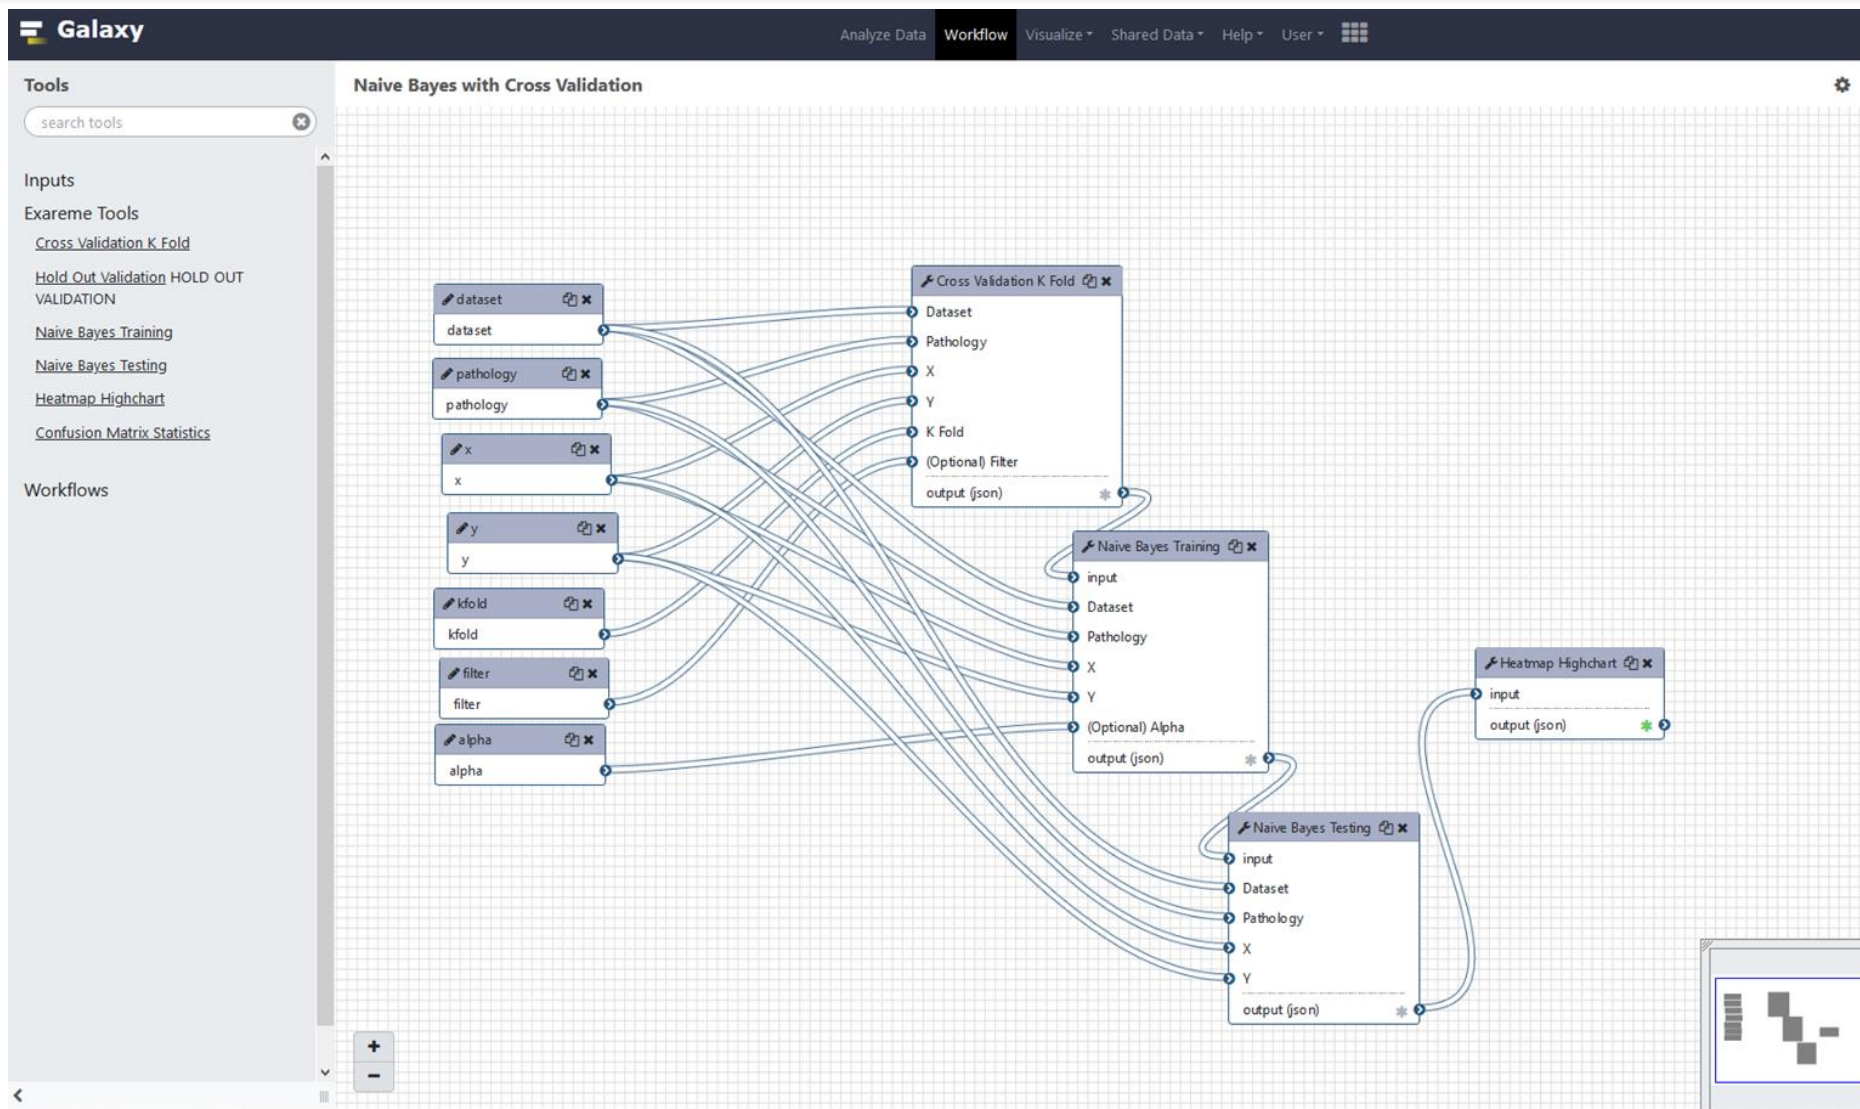 Galaxy
Analyze Data Workflow Visualize Shared Data Help User
Tools
search tools
Inputs
Exareme Tools
Cross Validation K Fold
Hold Out Validation HOLD OUT
VALIDATION
Naive Bayes Training
Naive Bayes Testing
Heatmap Highchart
Confusion Matrix Statistics
Workflows
Naive Bayes with Cross Validation
dataset
dataset
pathology
pathology
x
x
y
y
kfold
kfold
filter
filter
alpha
alpha
Cross Validation K Fold
Dataset
Pathology
X
Y
K Fold
(Optional) Filter
output (json)
Naive Bayes Training
input
Dataset
Pathology
X
Y
(Optional) Alpha
output (json)
Naive Bayes Testing
input
Dataset
Pathology
X
Y
output (json)
Heatmap Highchart
input
output (json)